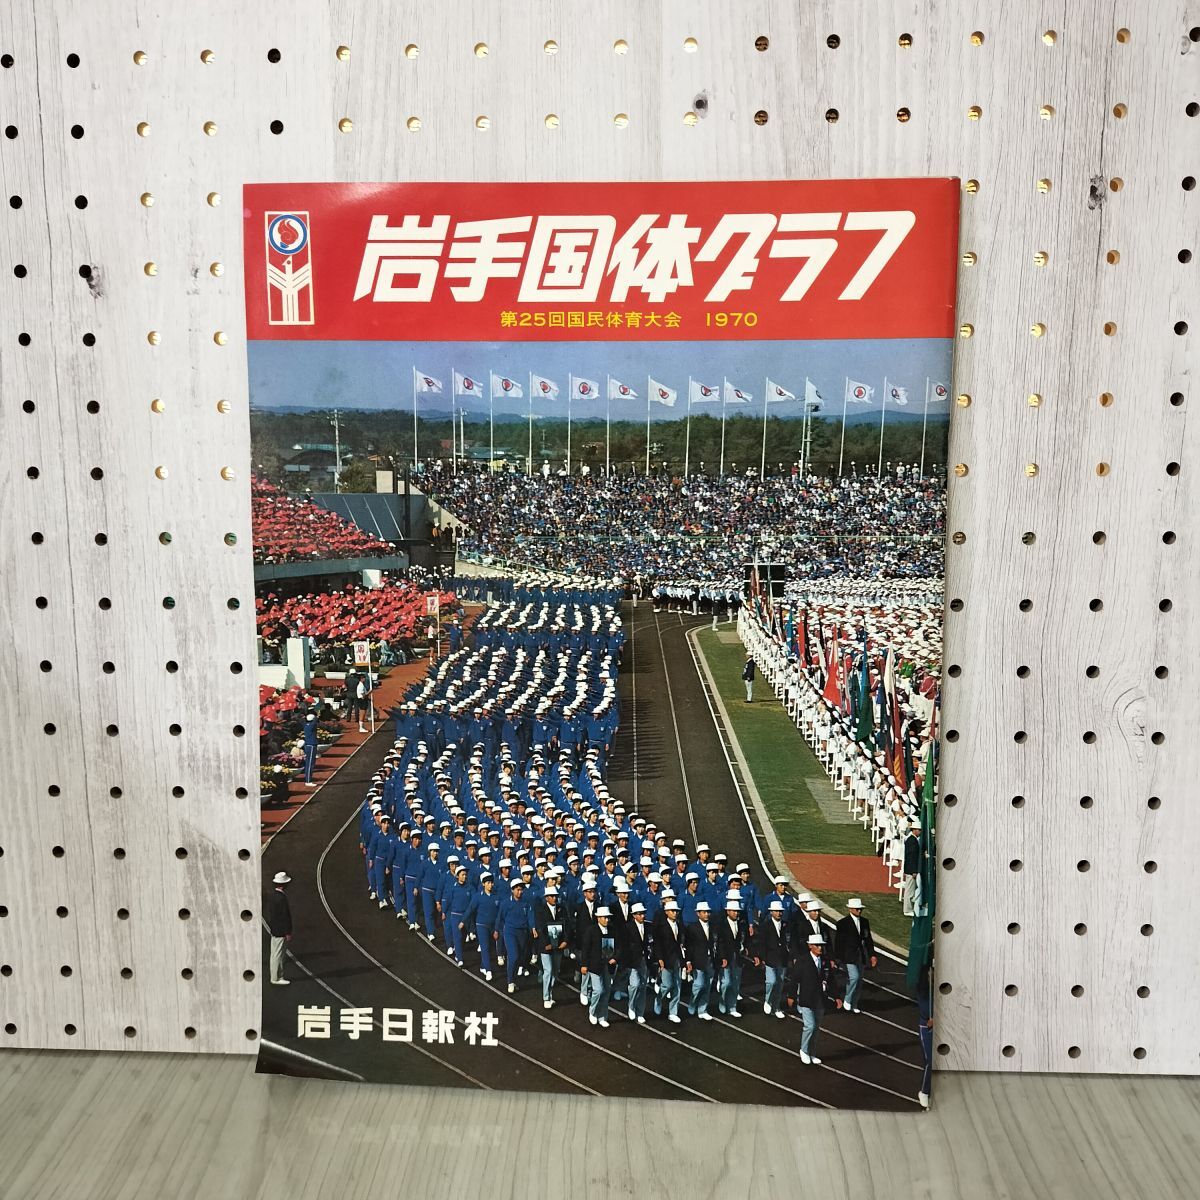 岩手国体グラフ
第25回国民体育大会 1970
岩手日報社